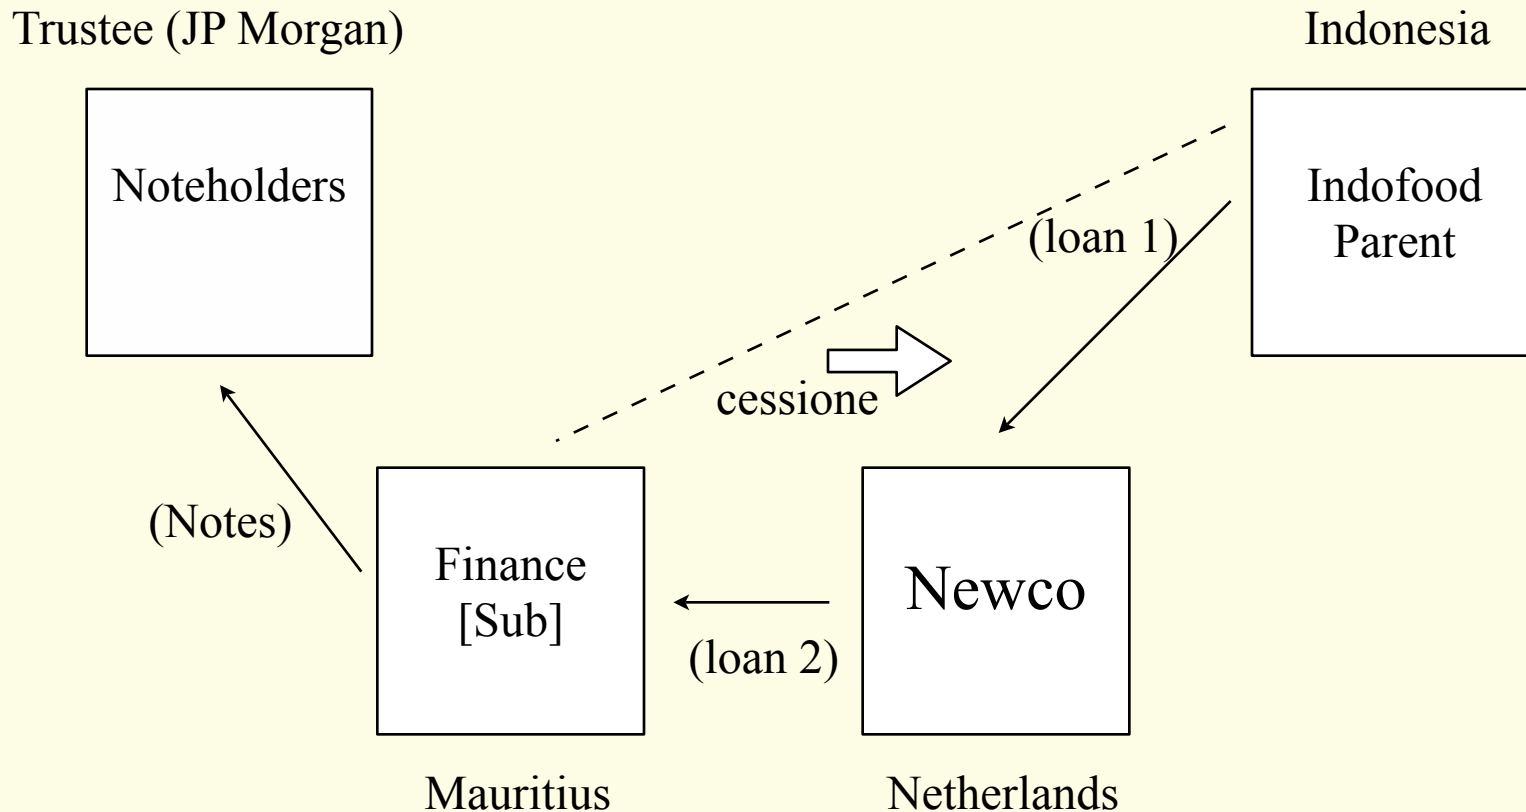 Trustee (JP Morgan)
Indonesia
Noteholders
Indofood
Parent
(loan 1)
cessione
(Notes)
Finance
[Sub]
Newco
(loan 2)
Mauritius
Netherlands